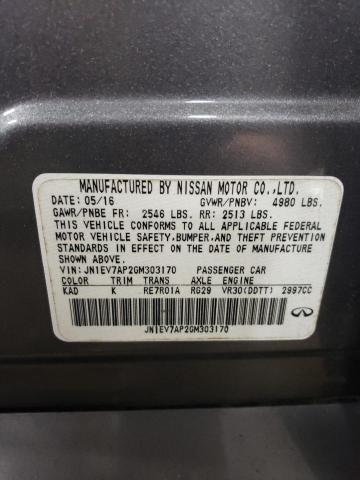 MANUFACTURED BY NISSAN MOTOR CO.,LTD.
DATE: 05/16 GVWR/PNBV: 4980 LBS.
GAWR/PNBE FR: 2546 LBS. RR: 2513 LBS.
THIS VEHICLE CONFORMS TO ALL APPLICABLE FEDERAL
MOTOR VEHICLE SAFETY,BUMPER,AND THEFT PREVENTION
STANDARDS IN EFFECT ON THE DATE OF MANUFACTURE
SHOWN ABOVE.
VIN: JN1EV7AP2GM303170 PASSENGER CAR
COLOR TRIM TRANS AXLE ENGINE
KAD K RE7R01A RG29 VR30(DDTT) 2997CC
JN1EV7AP2GM303170
INFINITI